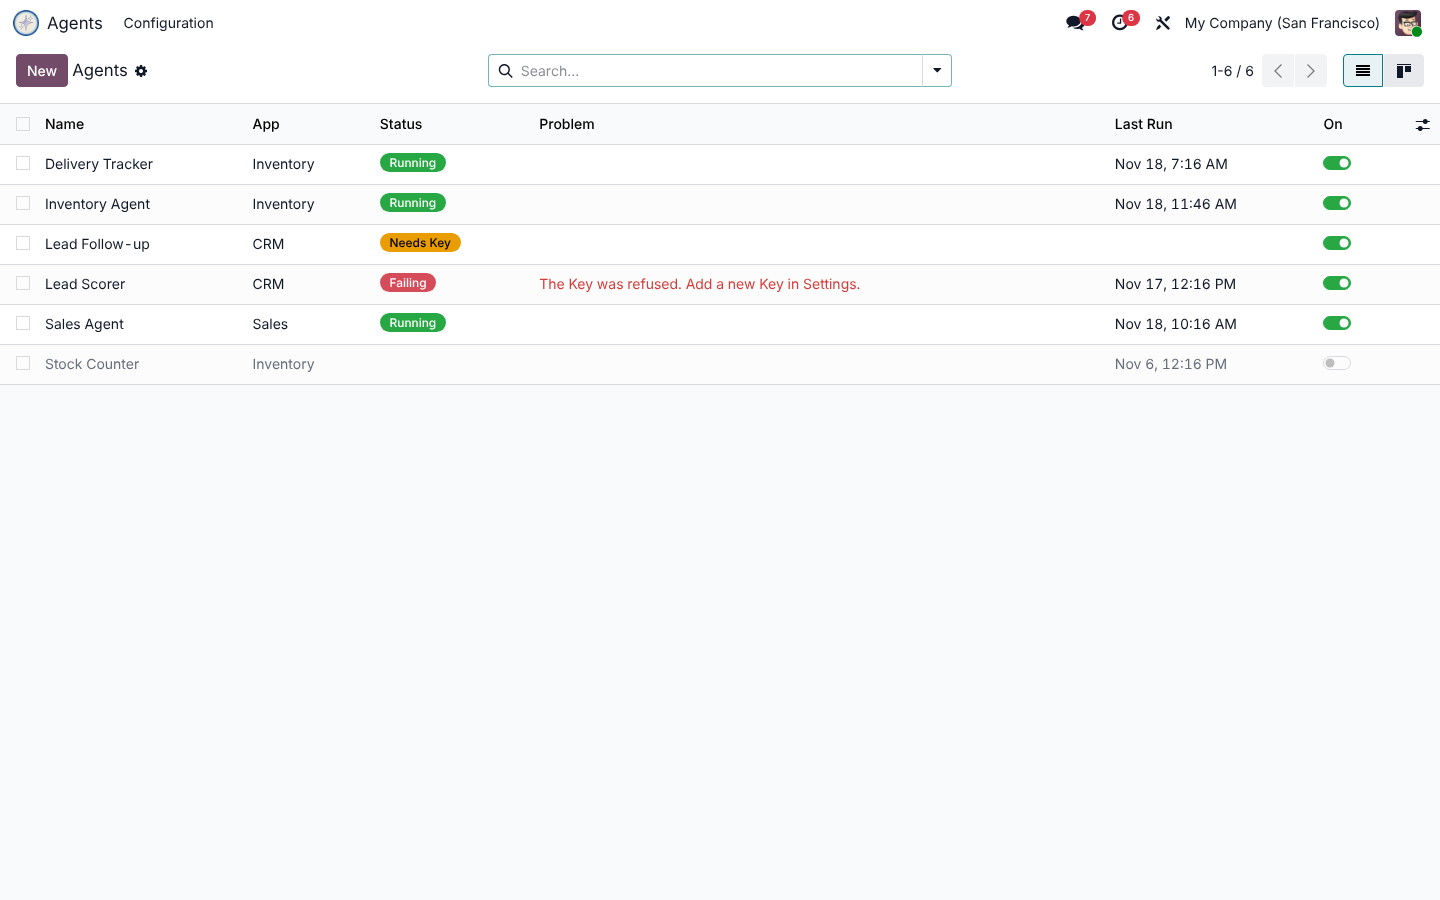 Agents Configuration 7 6 My Company (San Francisco)
New Agents Search... 1-6 / 6
Name App Status Problem Last Run On
Delivery Tracker Inventory Running Nov 18, 7:16 AM
Inventory Agent Inventory Running Nov 18, 11:46 AM
Lead Follow-up CRM Needs Key
Lead Scorer CRM Failing The Key was refused. Add a new Key in Settings. Nov 17, 12:16 PM
Sales Agent Sales Running Nov 18, 10:16 AM
Stock Counter Inventory Nov 6, 12:16 PM